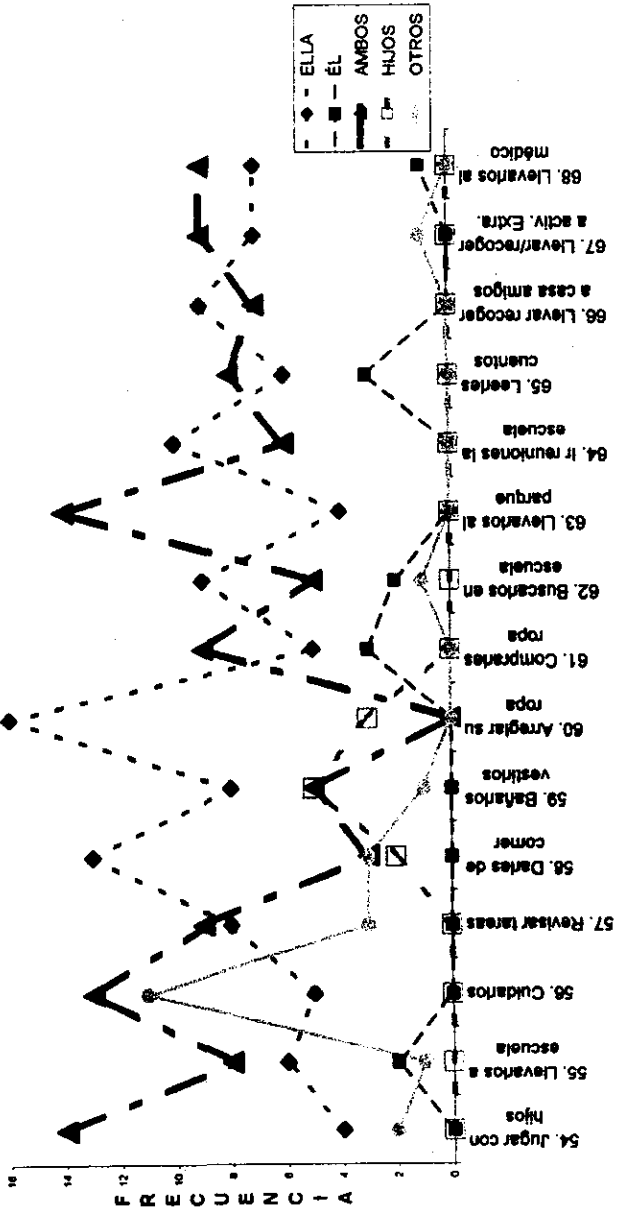 FRECUENCIA
16
14
12
10
8
6
4
2
0
54. Jugar con
hijos
55. Llevarlos a
escuela
56. Cuidarlos
57. Revisar tareas
58. Darles de
comer
59. Bañarlos
vestirlos
60. Arreglar su
ropa
61. Comprarles
ropa
62. Buscarlos en
escuela
63. Llevarlos al
parque
64. Ir reuniones la
escuela
65. Leerles
cuentos
66. Llevar recoger
a casa amigos
67. Llevar/recoger
a activ. Extra.
68. Llevarlos al
médico
ELLA
ÉL
AMBOS
HIJOS
OTROS